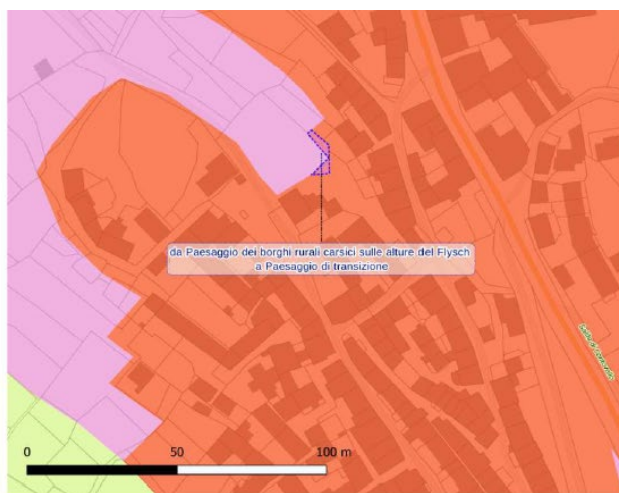 da Paesaggio dei borghi rurali carsici sulle alture del Flysch
a Paesaggio di transizione
0 50 100 m